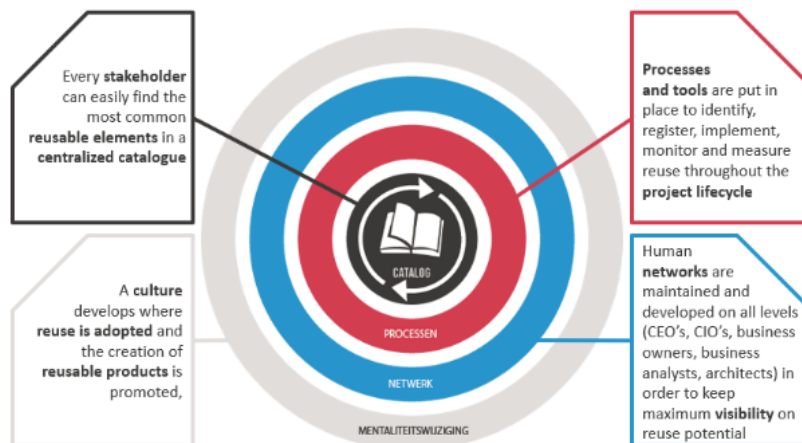 Every stakeholder
can easily find the
most common
reusable elements in a
centralized catalogue
Processes
and tools are put in
place to identify,
register, implement,
monitor and measure
reuse throughout the
project lifecycle
CATALOG
PROCESSEN
NETWERK
MENTALITEITSWIJZIGING
A culture
develops where
reuse is adopted and
the creation of
reusable products is
promoted,
Human
networks are
maintained and
developed on all levels
(CEO's, CIO's, business
owners, business
analysts, architects) in
order to keep
maximum visibility on
reuse potential